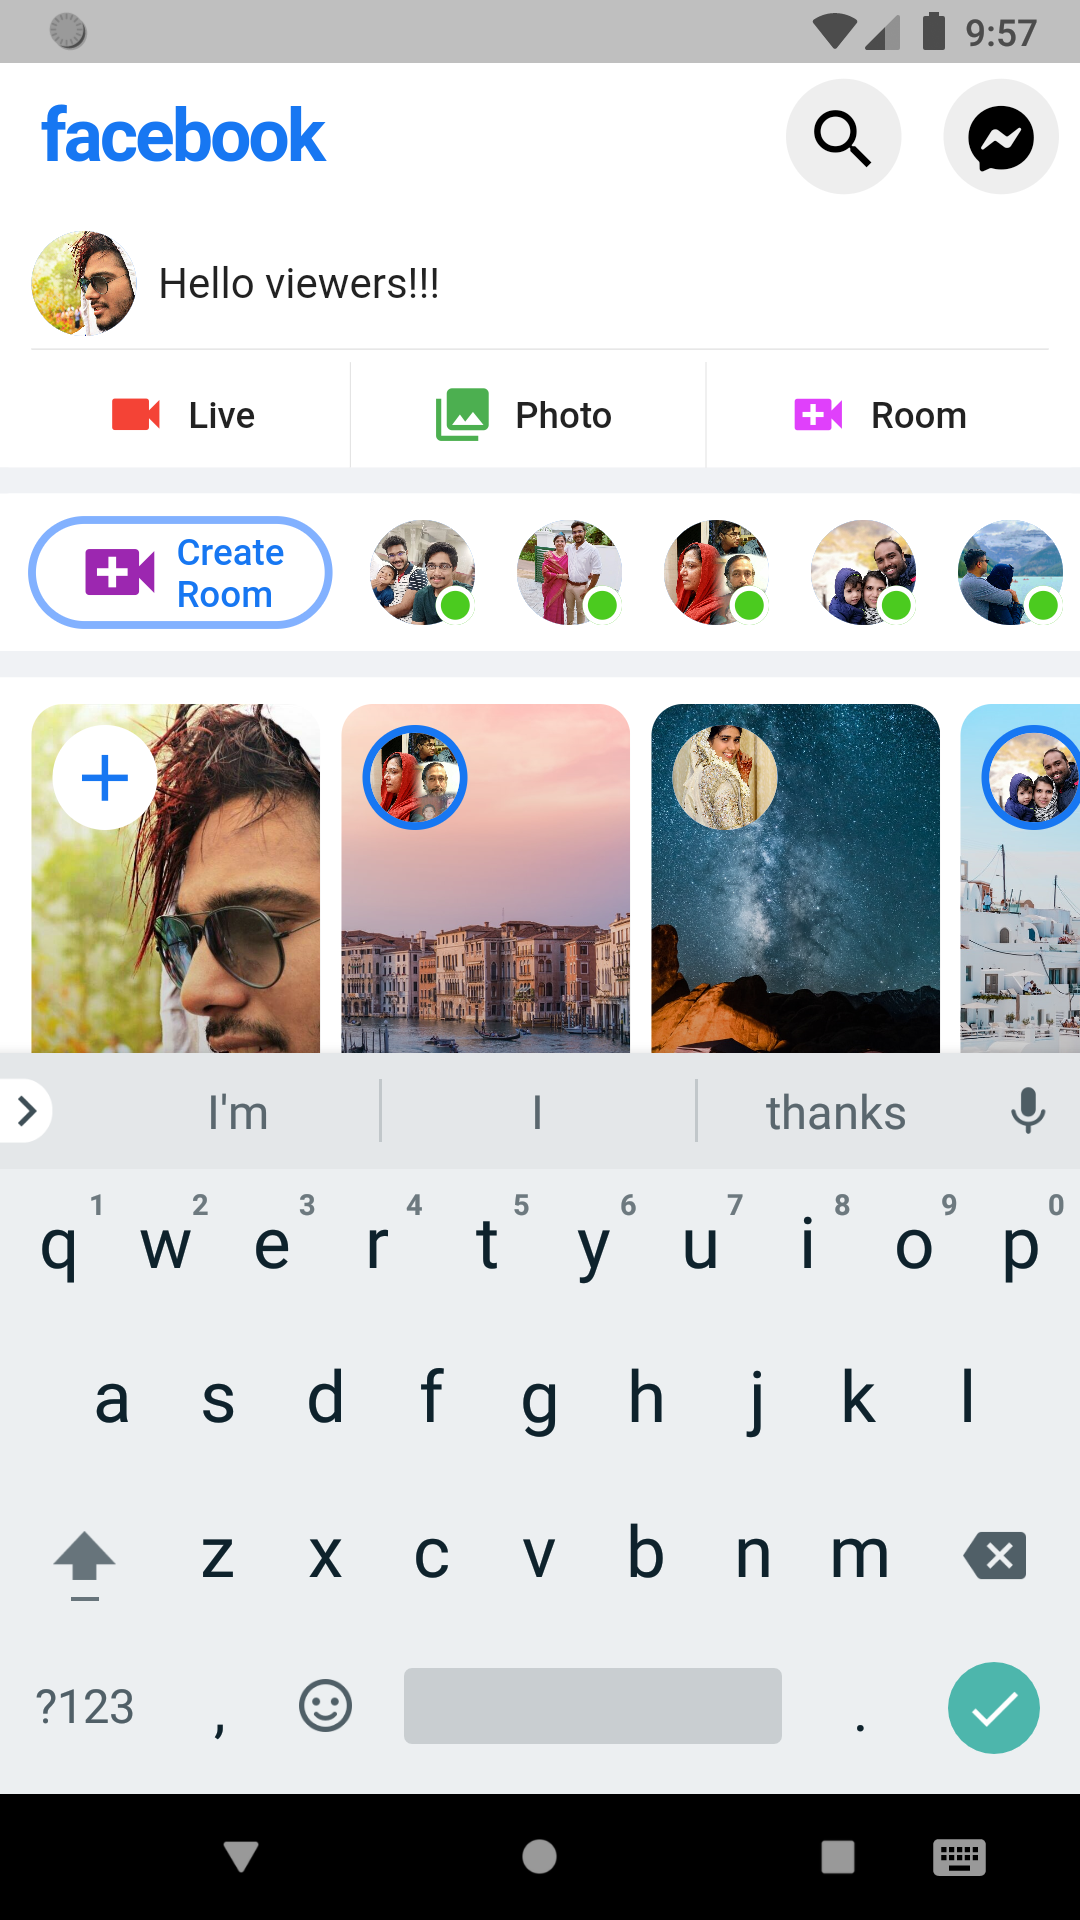 9:57
facebook
Hello viewers!!!
Live Photo Room
Create
Room
I'm I thanks
1 2 3 4 5 6 7 8 9 0
q w e r t y u i o p
a s d f g h j k l
z x c v b n m
?123 , .